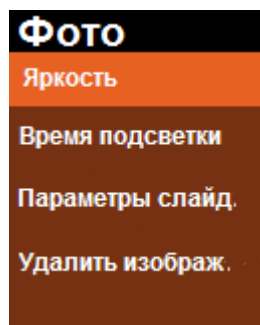 Фото
Яркость
Время подсветки
Параметры слайд.
Удалить изображ.